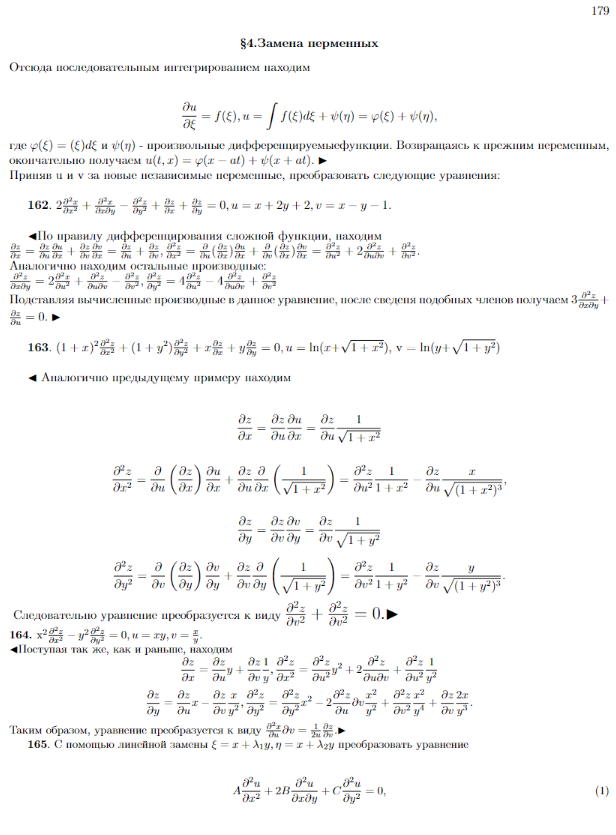 179
§4.Замена перменных
Отсюда последовательным интегрированием находим
$$\frac{\partial u}{\partial \xi} = f(\xi), u = \int f(\xi)d\xi + \psi(\eta) = \varphi(\xi) + \psi(\eta),$$
где $\varphi(\xi) = (\xi)d\xi$ и $\psi(\eta)$ - произвольные дифференцируемыефункции. Возвращаясь к прежним переменным,
окончательно получаем $u(t, x) = \varphi(x - at) + \psi(x + at)$. ▶
Приняв u и v за новые независимые переменные, преобразовать следующие уравнения:
**162.** $2\frac{\partial^2 x}{\partial x^2} + \frac{\partial^2 x}{\partial x \partial y} - \frac{\partial^2 z}{\partial y^2} + \frac{\partial z}{\partial x} + \frac{\partial z}{\partial y} = 0, u = x + 2y + 2, v = x - y - 1.$
◀По правилу дифференцирования сложной функции, находим
$\frac{\partial z}{\partial x} = \frac{\partial z}{\partial u}\frac{\partial u}{\partial x} + \frac{\partial z}{\partial v}\frac{\partial v}{\partial x} = \frac{\partial z}{\partial u} + \frac{\partial z}{\partial v}, \frac{\partial^2 z}{\partial x^2} = \frac{\partial}{\partial u}(\frac{\partial z}{\partial x})\frac{\partial u}{\partial x} + \frac{\partial}{\partial v}(\frac{\partial z}{\partial x})\frac{\partial v}{\partial x} = \frac{\partial^2 z}{\partial u^2} + 2\frac{\partial^2 z}{\partial u \partial v} + \frac{\partial^2 z}{\partial v^2}.$
Аналогично находим остальные производные:
$\frac{\partial^2 z}{\partial x \partial y} = 2\frac{\partial^2 x}{\partial u^2} + \frac{\partial^2 z}{\partial u \partial v} - \frac{\partial^2 z}{\partial v^2}, \frac{\partial^2 z}{\partial y^2} = 4\frac{\partial^2 z}{\partial u^2} - 4\frac{\partial^2 z}{\partial u \partial v} + \frac{\partial^2 z}{\partial v^2}$
Подставляя вычисленные производные в данное уравнение, после сведеня подобных членов получаем $3\frac{\partial^2 z}{\partial x \partial y} +$
$\frac{\partial z}{\partial u} = 0.$ ▶
**163.** $(1 + x)^2\frac{\partial^2 z}{\partial x^2} + (1 + y^2)\frac{\partial^2 z}{\partial y^2} + x\frac{\partial z}{\partial x} + y\frac{\partial z}{\partial y} = 0, u = \ln(x+\sqrt{1 + x^2})$, v $= \ln(y+\sqrt{1 + y^2})$
◀ Аналогично предыдущему примеру находим
$$\frac{\partial z}{\partial x} = \frac{\partial z}{\partial u}\frac{\partial u}{\partial x} = \frac{\partial z}{\partial u}\frac{1}{\sqrt{1 + x^2}}$$
$$\frac{\partial^2 z}{\partial x^2} = \frac{\partial}{\partial u}\left(\frac{\partial z}{\partial x}\right)\frac{\partial u}{\partial x} + \frac{\partial z}{\partial u}\frac{\partial}{\partial x}\left(\frac{1}{\sqrt{1 + x^2}}\right) = \frac{\partial^2 z}{\partial u^2}\frac{1}{1 + x^2} - \frac{\partial z}{\partial u}\frac{x}{\sqrt{(1 + x^2)^3}},$$
$$\frac{\partial z}{\partial y} = \frac{\partial z}{\partial v}\frac{\partial v}{\partial y} = \frac{\partial z}{\partial v}\frac{1}{\sqrt{1 + y^2}}$$
$$\frac{\partial^2 z}{\partial y^2} = \frac{\partial}{\partial v}\left(\frac{\partial z}{\partial y}\right)\frac{\partial v}{\partial y} + \frac{\partial z}{\partial v}\frac{\partial}{\partial y}\left(\frac{1}{\sqrt{1 + y^2}}\right) = \frac{\partial^2 z}{\partial v^2}\frac{1}{1 + y^2} - \frac{\partial z}{\partial v}\frac{y}{\sqrt{(1 + y^2)^3}}.$$
Следовательно уравнение преобразуется к виду $\frac{\partial^2 z}{\partial v^2} + \frac{\partial^2 z}{\partial v^2} = 0.$▶
**164.** x$^2\frac{\partial^2 z}{\partial x^2} - y^2\frac{\partial^2 z}{\partial y^2} = 0, u = xy, v = \frac{x}{y}.$
◀Поступая так же, как и раньше, находим
$$\frac{\partial z}{\partial x} = \frac{\partial z}{\partial u}y + \frac{\partial z}{\partial v}\frac{1}{y}, \frac{\partial^2 z}{\partial x^2} = \frac{\partial^2 z}{\partial u^2}y^2 + 2\frac{\partial^2 z}{\partial u \partial v} + \frac{\partial^2 z}{\partial u^2}\frac{1}{y^2}$$
$$\frac{\partial z}{\partial y} = \frac{\partial z}{\partial u}x - \frac{\partial z}{\partial v}\frac{x}{y^2}, \frac{\partial^2 z}{\partial y^2} = \frac{\partial^2 z}{\partial y^2}x^2 - 2\frac{\partial^2 z}{\partial u}\partial v\frac{x^2}{y^2} + \frac{\partial^2 z}{\partial v^2}\frac{x^2}{y^4} + \frac{\partial z}{\partial v}\frac{2x}{y^3}.$$
Таким образом, уравнение преобразуется к виду $\frac{\partial^2 x}{\partial u}\partial v = \frac{1}{2u}\frac{\partial z}{\partial v}.$▶
**165.** С помощью линейной замены $\xi = x + \lambda_1 y, \eta = x + \lambda_2 y$ преобразовать уравнение
$$A\frac{\partial^2 u}{\partial x^2} + 2B\frac{\partial^2 u}{\partial x \partial y} + C\frac{\partial^2 u}{\partial y^2} = 0, \quad (1)$$